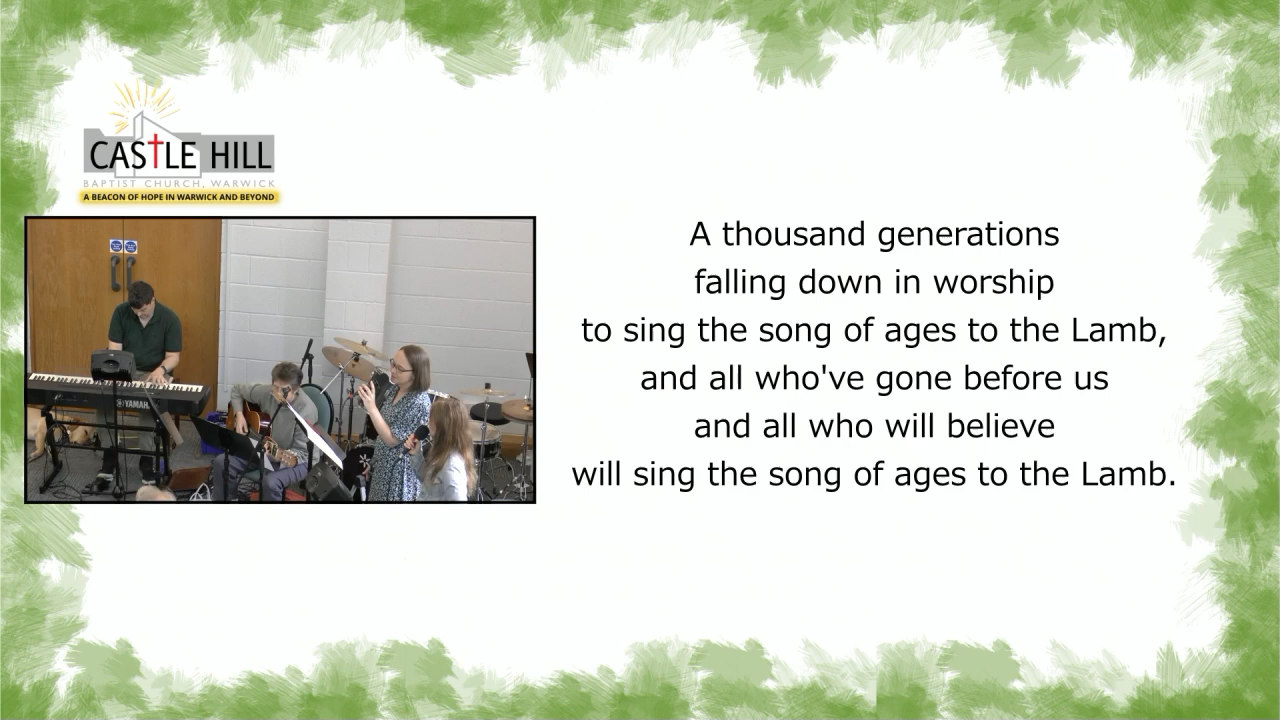 CASTLE HILL
BAPTIST CHURCH, WARWICK
A BEACON OF HOPE IN WARWICK AND BEYOND
YAMAHA
A thousand generations
falling down in worship
to sing the song of ages to the Lamb,
and all who've gone before us
and all who will believe
will sing the song of ages to the Lamb.